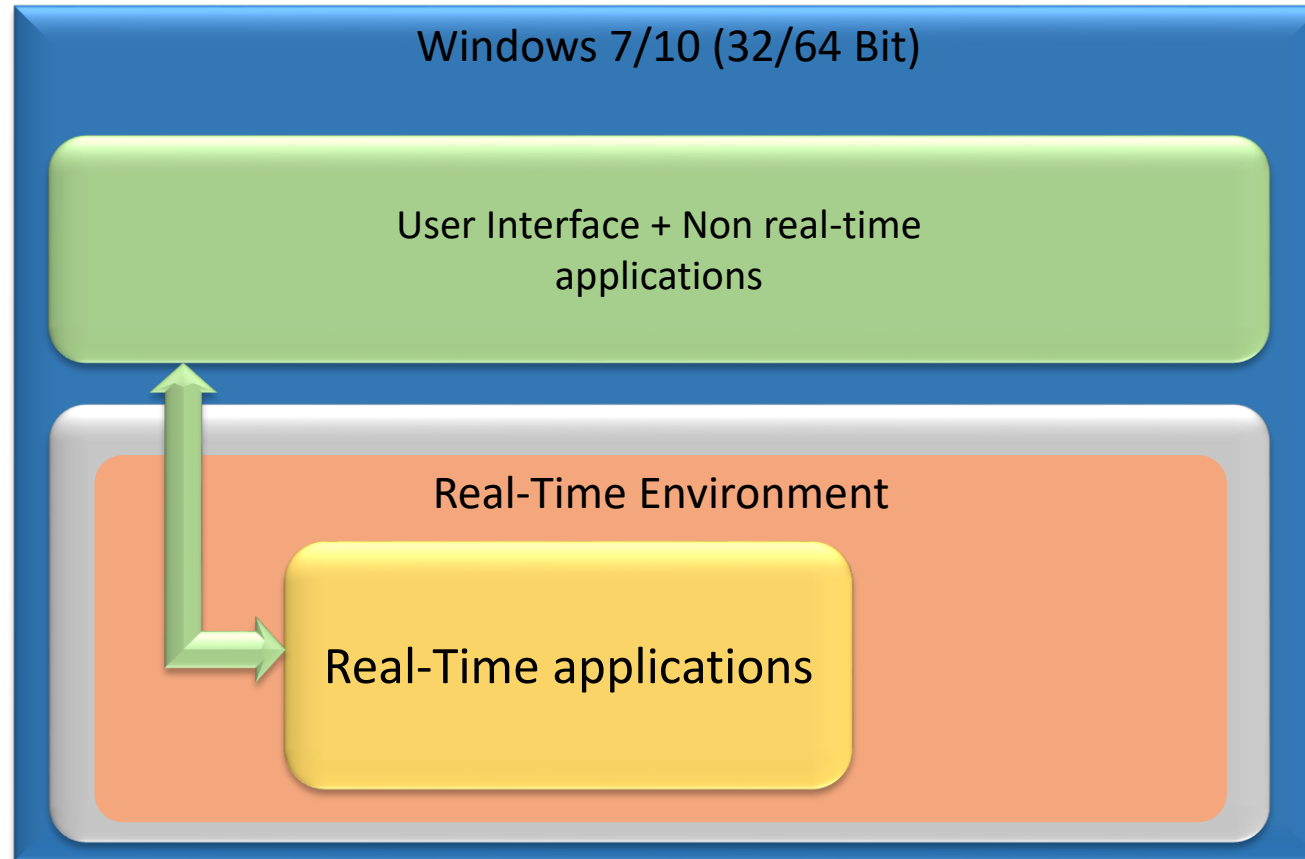 Windows 7/10 (32/64 Bit)
User Interface + Non real-time
applications
Real-Time Environment
Real-Time applications